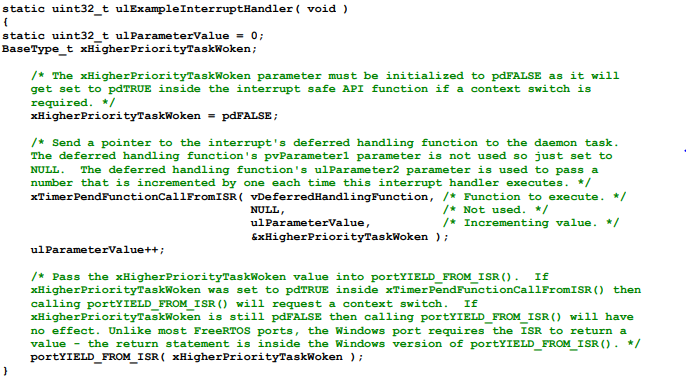 static uint32_t ulExampleInterruptHandler( void )
{
static uint32_t ulParameterValue = 0;
BaseType_t xHigherPriorityTaskWoken;
/* The xHigherPriorityTaskWoken parameter must be initialized to pdFALSE as it will
get set to pdTRUE inside the interrupt safe API function if a context switch is
required. */
xHigherPriorityTaskWoken = pdFALSE;
/* Send a pointer to the interrupt's deferred handling function to the daemon task.
The deferred handling function's pvParameter1 parameter is not used so just set to
NULL.  The deferred handling function's ulParameter2 parameter is used to pass a
number that is incremented by one each time this interrupt handler executes. */
xTimerPendFunctionCallFromISR( vDeferredHandlingFunction, /* Function to execute. */
NULL, /* Not used. */
ulParameterValue, /* Incrementing value. */
&xHigherPriorityTaskWoken );
ulParameterValue++;
/* Pass the xHigherPriorityTaskWoken value into portYIELD_FROM_ISR().  If
xHigherPriorityTaskWoken was set to pdTRUE inside xTimerPendFunctionCallFromISR() then
calling portYIELD_FROM_ISR() will request a context switch.  If
xHigherPriorityTaskWoken is still pdFALSE then calling portYIELD_FROM_ISR() will have
no effect. Unlike most FreeRTOS ports, the Windows port requires the ISR to return a
value - the return statement is inside the Windows version of portYIELD_FROM_ISR(). */
portYIELD_FROM_ISR( xHigherPriorityTaskWoken );
}